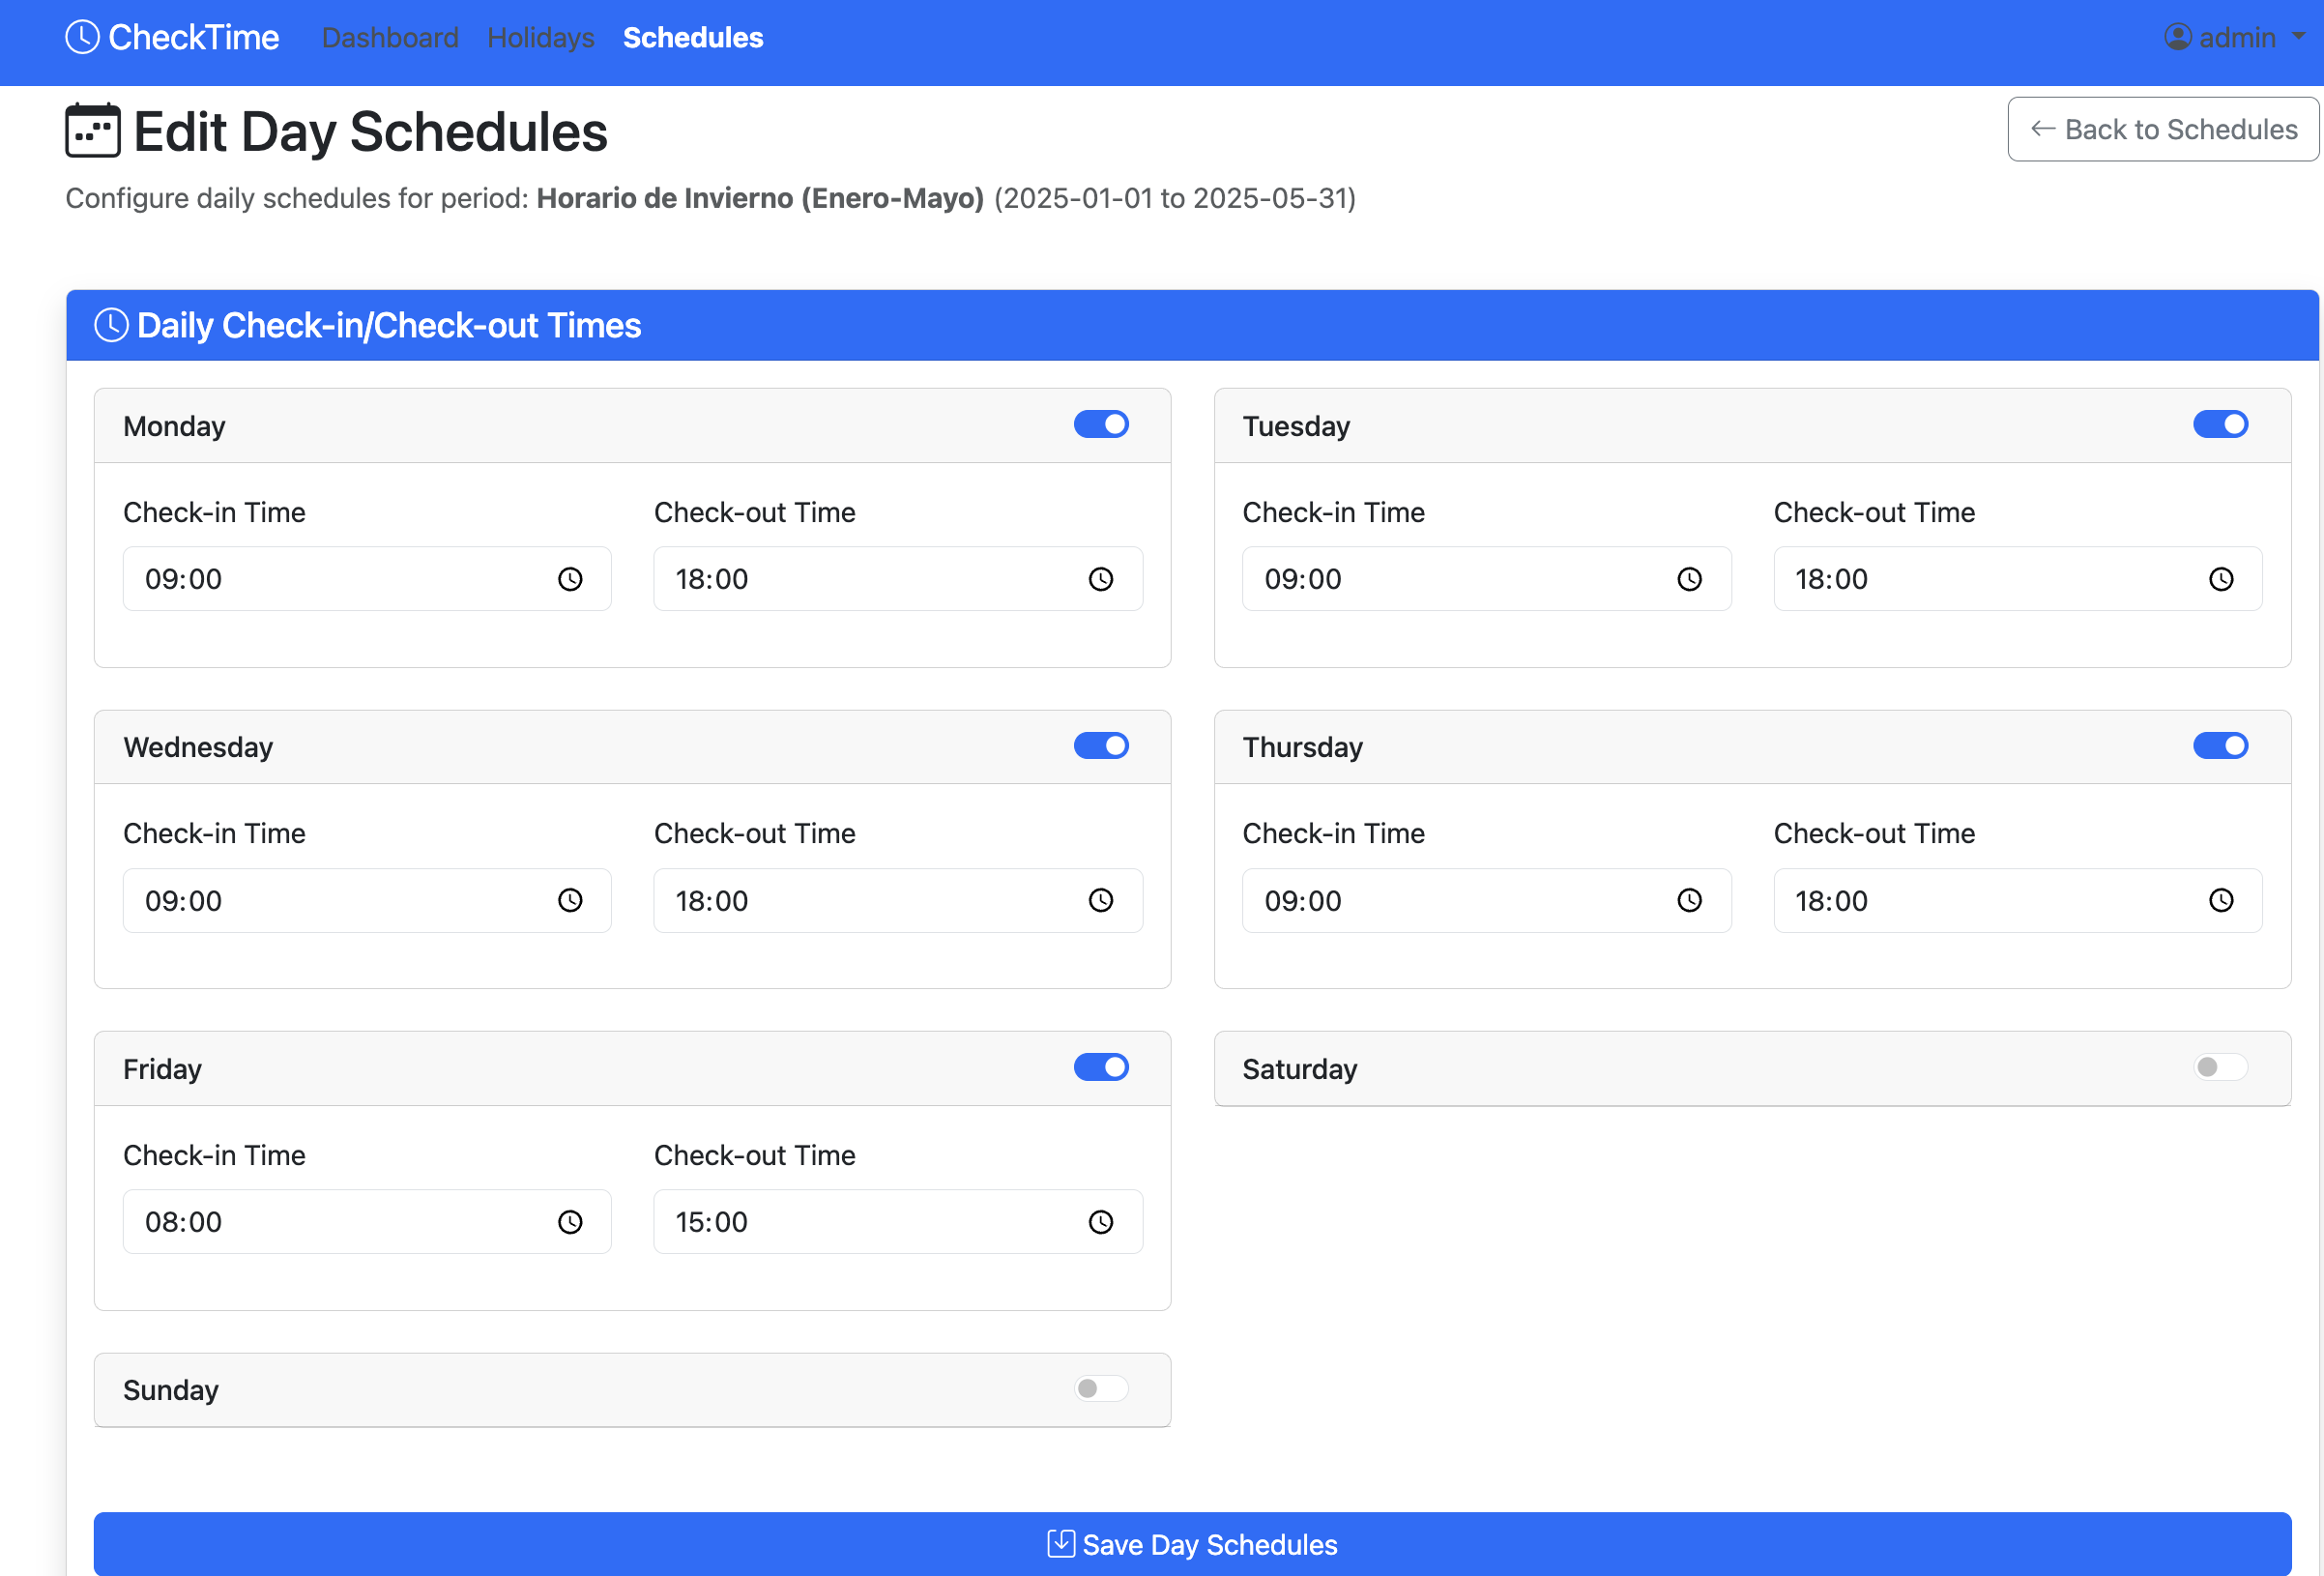 CheckTime Dashboard Holidays Schedules admin
Edit Day Schedules
Back to Schedules
Configure daily schedules for period: Horario de Invierno (Enero-Mayo) (2025-01-01 to 2025-05-31)
Daily Check-in/Check-out Times
Monday
Check-in Time Check-out Time
09:00 18:00
Tuesday
Check-in Time Check-out Time
09:00 18:00
Wednesday
Check-in Time Check-out Time
09:00 18:00
Thursday
Check-in Time Check-out Time
09:00 18:00
Friday
Check-in Time Check-out Time
08:00 15:00
Saturday
Sunday
Save Day Schedules